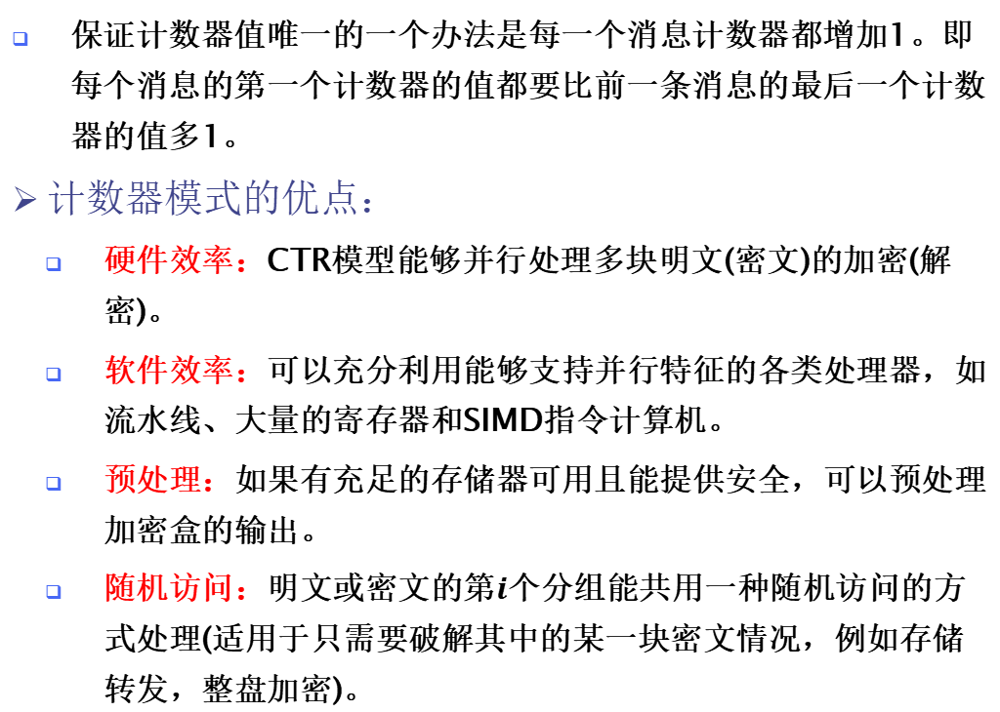 保证计数器值唯一的一个办法是每一个消息计数器都增加1。即
每个消息的第一个计数器的值都要比前一条消息的最后一个计数
器的值多1。
计数器模式的优点：
硬件效率：CTR模型能够并行处理多块明文(密文)的加密(解
密)。
软件效率：可以充分利用能够支持并行特征的各类处理器，如
流水线、大量的寄存器和SIMD指令计算机。
预处理：如果有充足的存储器可用且能提供安全，可以预处理
加密盒的输出。
随机访问：明文或密文的第i个分组能共用一种随机访问的方
式处理(适用于只需要破解其中的某一块密文情况，例如存储
转发，整盘加密)。